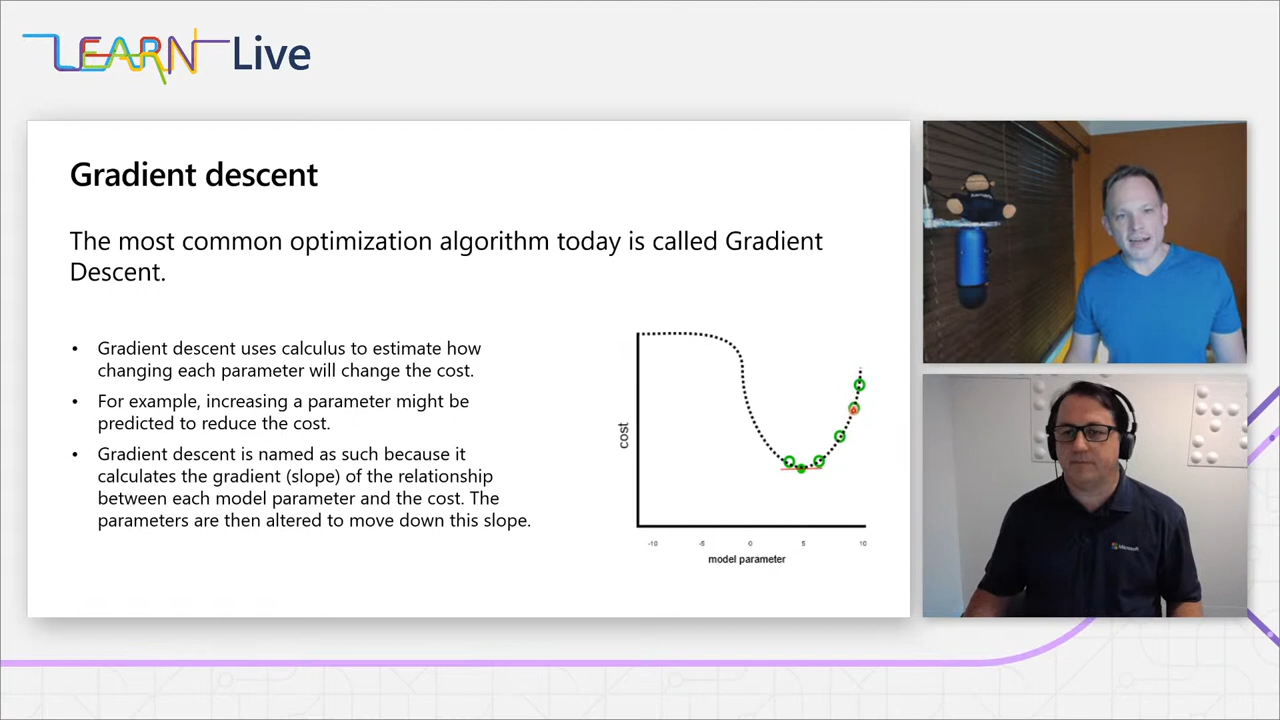 LEARN Live
Gradient descent
The most common optimization algorithm today is called Gradient
Descent.
• Gradient descent uses calculus to estimate how
changing each parameter will change the cost.
• For example, increasing a parameter might be
predicted to reduce the cost.
• Gradient descent is named as such because it
calculates the gradient (slope) of the relationship
between each model parameter and the cost. The
parameters are then altered to move down this slope.
cost
-10 -5 0 5 10
model parameter
Microsoft